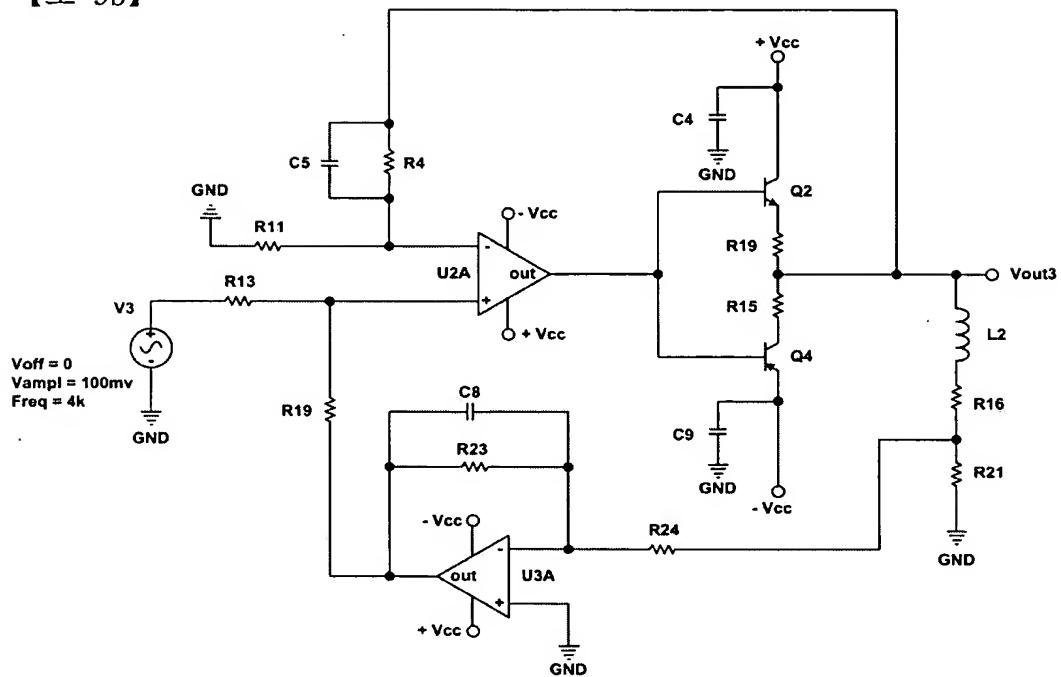 【도 9b】
+ Vcc
C4
GND
C5
R4
Q2
GND
R11
- Vcc
-
U2A
out
+
+ Vcc
R19
Vout3
R13
V3
+
-
R15
L2
Q4
Voff = 0
Vampl = 100mv
Freq = 4k
GND
R19
C8
R23
C9
GND
- Vcc
R16
R21
GND
R24
- Vcc
-
out
U3A
+
+ Vcc
GND